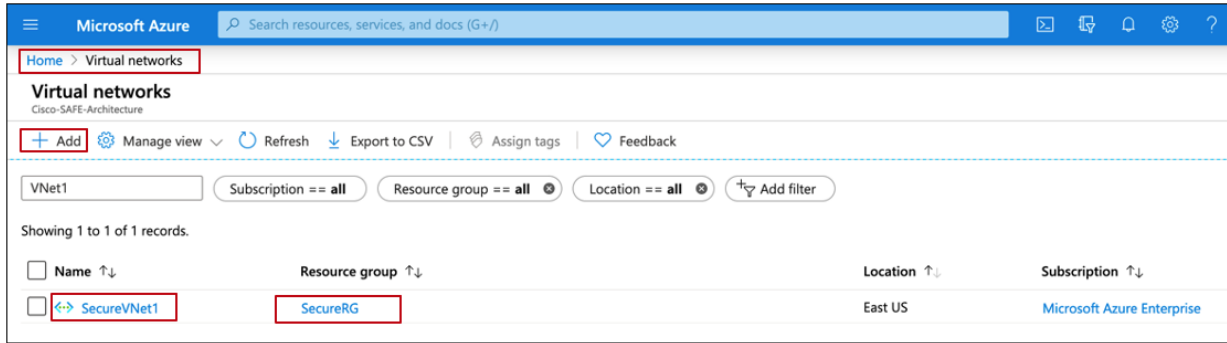 Microsoft Azure Search resources, services, and docs (G+/)
Home > Virtual networks
Virtual networks
Cisco-SAFE-Architecture
+ Add Manage view Refresh Export to CSV Assign tags Feedback
VNet1 Subscription == all Resource group == all Location == all Add filter
Showing 1 to 1 of 1 records.
Name ↑↓ Resource group ↑↓ Location ↑↓ Subscription ↑↓
SecureVNet1 SecureRG East US Microsoft Azure Enterprise